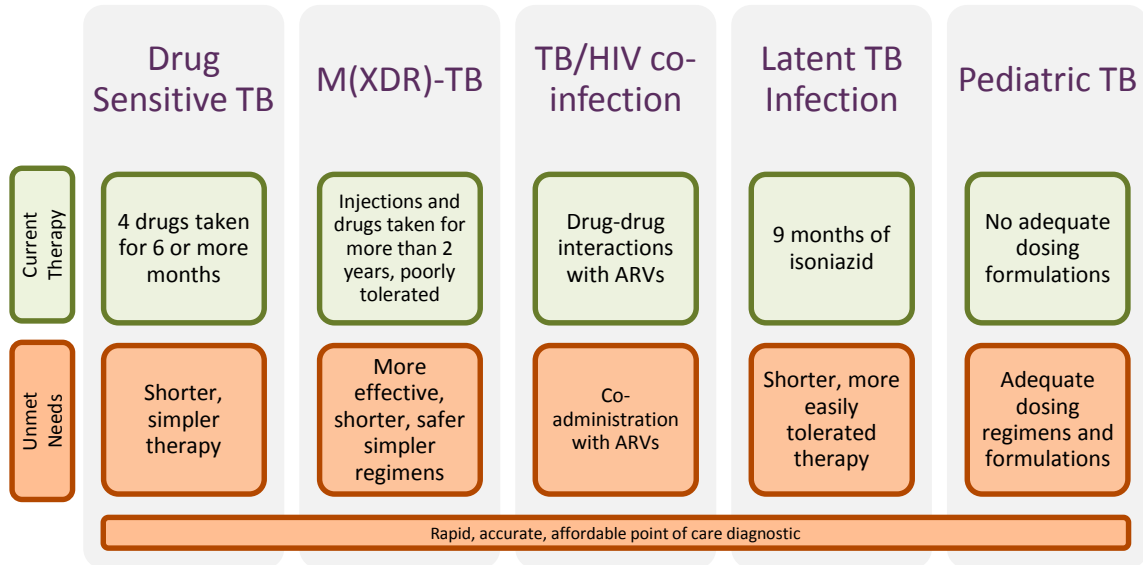 Drug
Sensitive TB
M(XDR)-TB
TB/HIV co-
infection
Latent TB
Infection
Pediatric TB
Current
Therapy
4 drugs taken
for 6 or more
months
Injections and
drugs taken for
more than 2
years, poorly
tolerated
Drug-drug
interactions
with ARVs
9 months of
isoniazid
No adequate
dosing
formulations
Unmet
Needs
Shorter,
simpler
therapy
More
effective,
shorter, safer
simpler
regimens
Co-
administration
with ARVs
Shorter, more
easily
tolerated
therapy
Adequate
dosing
regimens and
formulations
Rapid, accurate, affordable point of care diagnostic